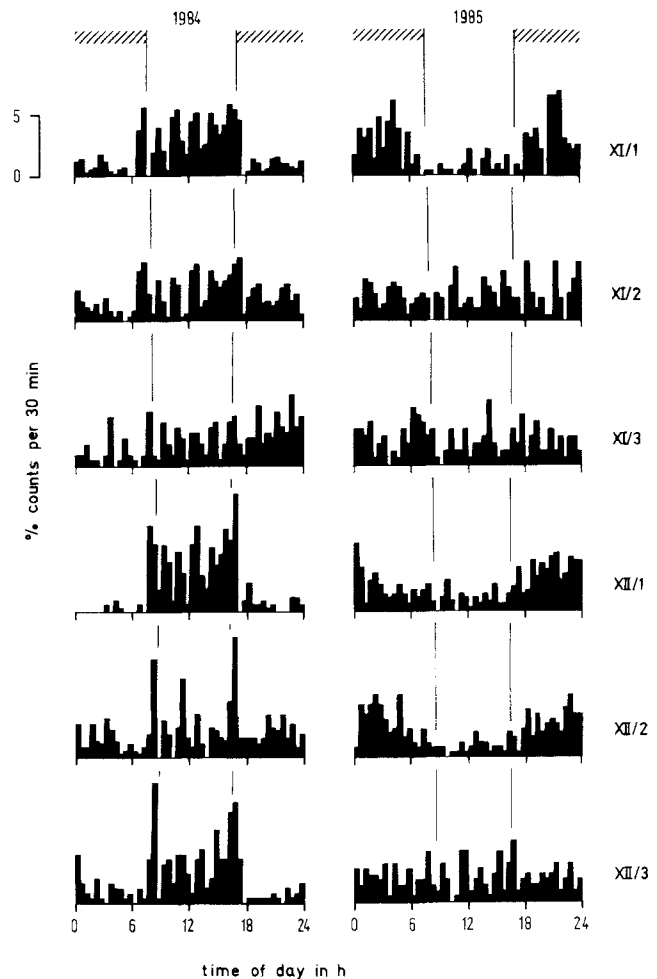 1984 1985
5
0
XI/1
XI/2
XI/3
XII/1
XII/2
XII/3
% counts per 30 min
0 6 12 18 24 0 6 12 18 24
time of day in h